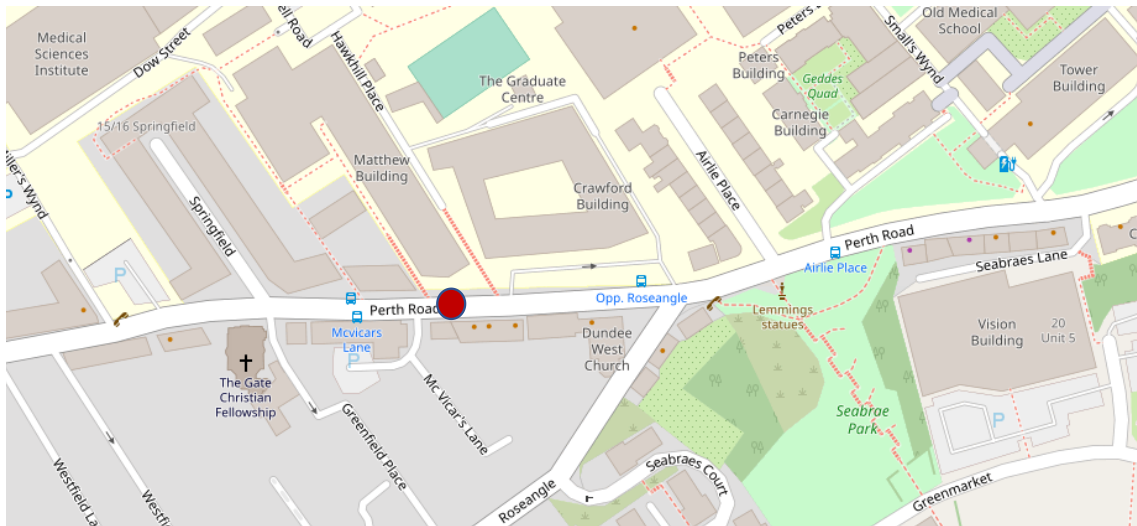 Medical
Sciences
Institute
Dow Street
Hawkhill Place
Peters
Small's Wynd
Old Medical
School
Tower
Building
Peters
Building
Geddes
Quad
Carnegie
Building
The Graduate
Centre
15/16 Springfield
Matthew
Building
Crawford
Building
Airlie Place
Springfield
P
Perth Road
Airlie Place
Seabraes Lane
Opp. Roseangle
Perth Road
Mcvicars
Lane
P
Lemmings
statues
Dundee
West
Church
Vision
Building
20
Unit 5
The Gate
Christian
Fellowship
Mc Vicar's Lane
Greenfield Place
Seabrae
Park
P
Westfield
Roseangle
Seabraes Court
Greenmarket